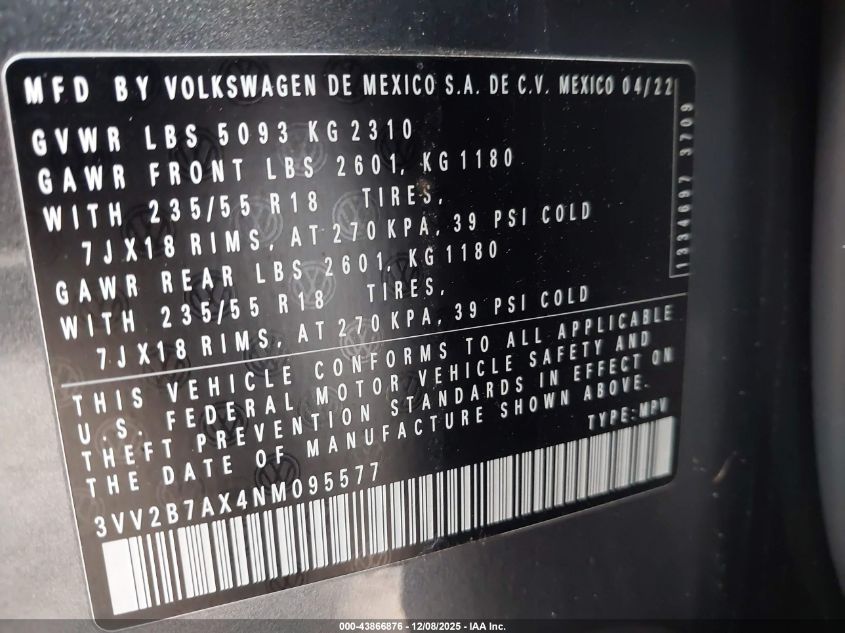 MFD BY VOLKSWAGEN DE MEXICO S.A. DE C.V. MEXICO 04/22
GVWR LBS 5093 KG 2310
GAWR FRONT LBS 2601, KG 1180
WITH 235/55 R18 TIRES,
7JX18 RIMS, AT 270 KPA, 39 PSI COLD
GAWR REAR LBS 2601, KG 1180
WITH 235/55 R18 TIRES,
7JX18 RIMS, AT 270 KPA, 39 PSI COLD
1334697 3709
THIS VEHICLE CONFORMS TO ALL APPLICABLE
U.S. FEDERAL MOTOR VEHICLE SAFETY AND
THEFT PREVENTION STANDARDS IN EFFECT ON
THE DATE OF MANUFACTURE SHOWN ABOVE.
TYPE: MPV
3VV2B7AX4NM095577
000-43866876 - 12/08/2025 - IAA Inc.